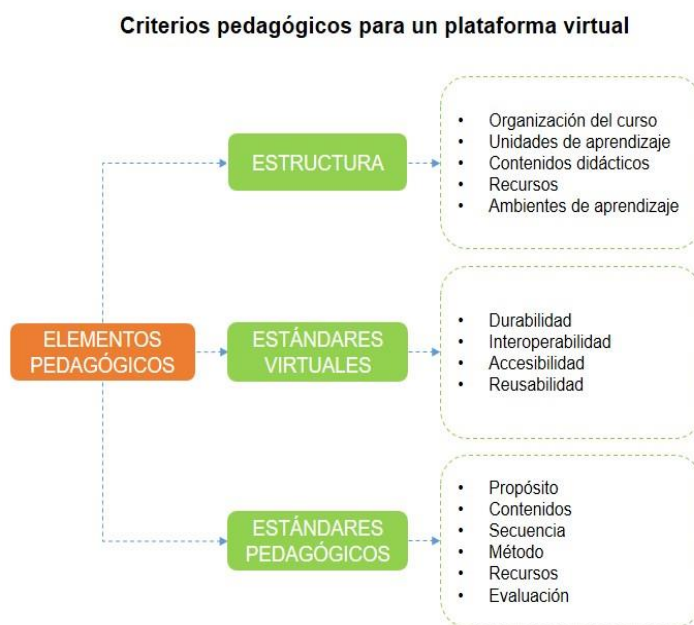 Criterios pedagógicos para un plataforma virtual
ESTRUCTURA
• Organización del curso
• Unidades de aprendizaje
• Contenidos didácticos
• Recursos
• Ambientes de aprendizaje
ELEMENTOS
PEDAGÓGICOS
ESTÁNDARES
VIRTUALES
• Durabilidad
• Interoperabilidad
• Accesibilidad
• Reusabilidad
ESTÁNDARES
PEDAGÓGICOS
• Propósito
• Contenidos
• Secuencia
• Método
• Recursos
• Evaluación